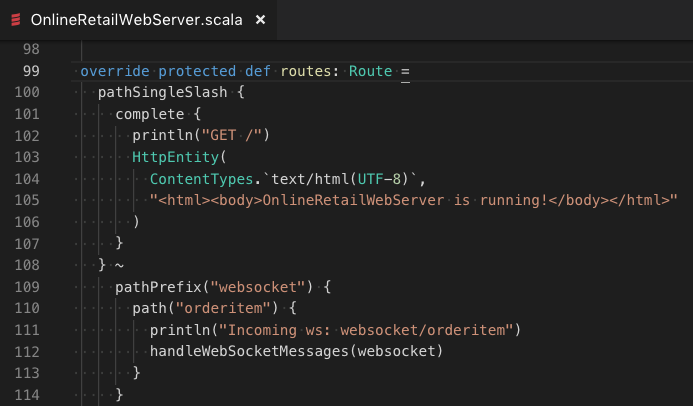 OnlineRetailWebServer.scala ×
98
99 override protected def routes: Route =
100 pathSingleSlash {
101 complete {
102 println("GET /")
103 HttpEntity(
104 ContentTypes.`text/html(UTF-8)`,
105 "<html><body>OnlineRetailWebServer is running!</body></html>"
106 )
107 }
108 } ~
109 pathPrefix("websocket") {
110 path("orderitem") {
111 println("Incoming ws: websocket/orderitem")
112 handleWebSocketMessages(websocket)
113 }
114 }